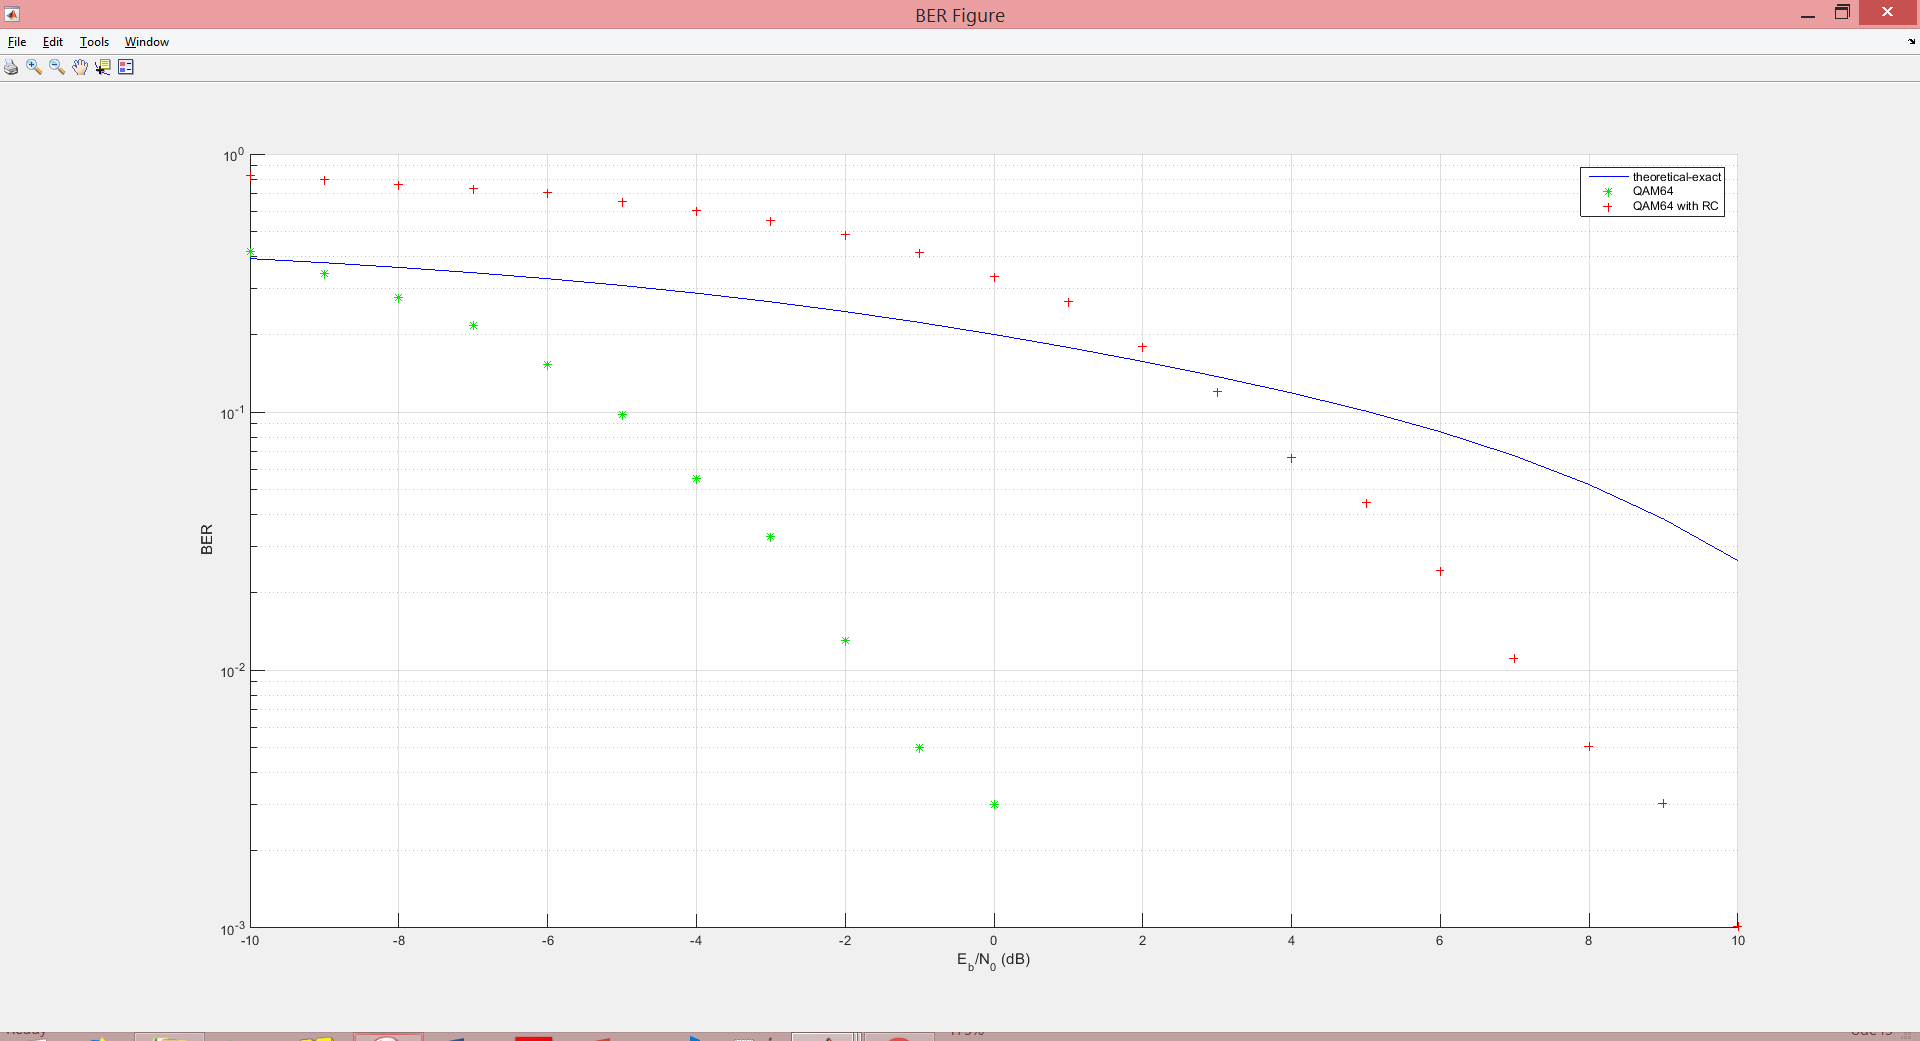 BER Figure
File Edit Tools Window
theoretical-exact
QAM64
QAM64 with RC
10^0
10^-1
10^-2
10^-3
BER
-10 -8 -6 -4 -2 0 2 4 6 8 10
E_b/N_0 (dB)